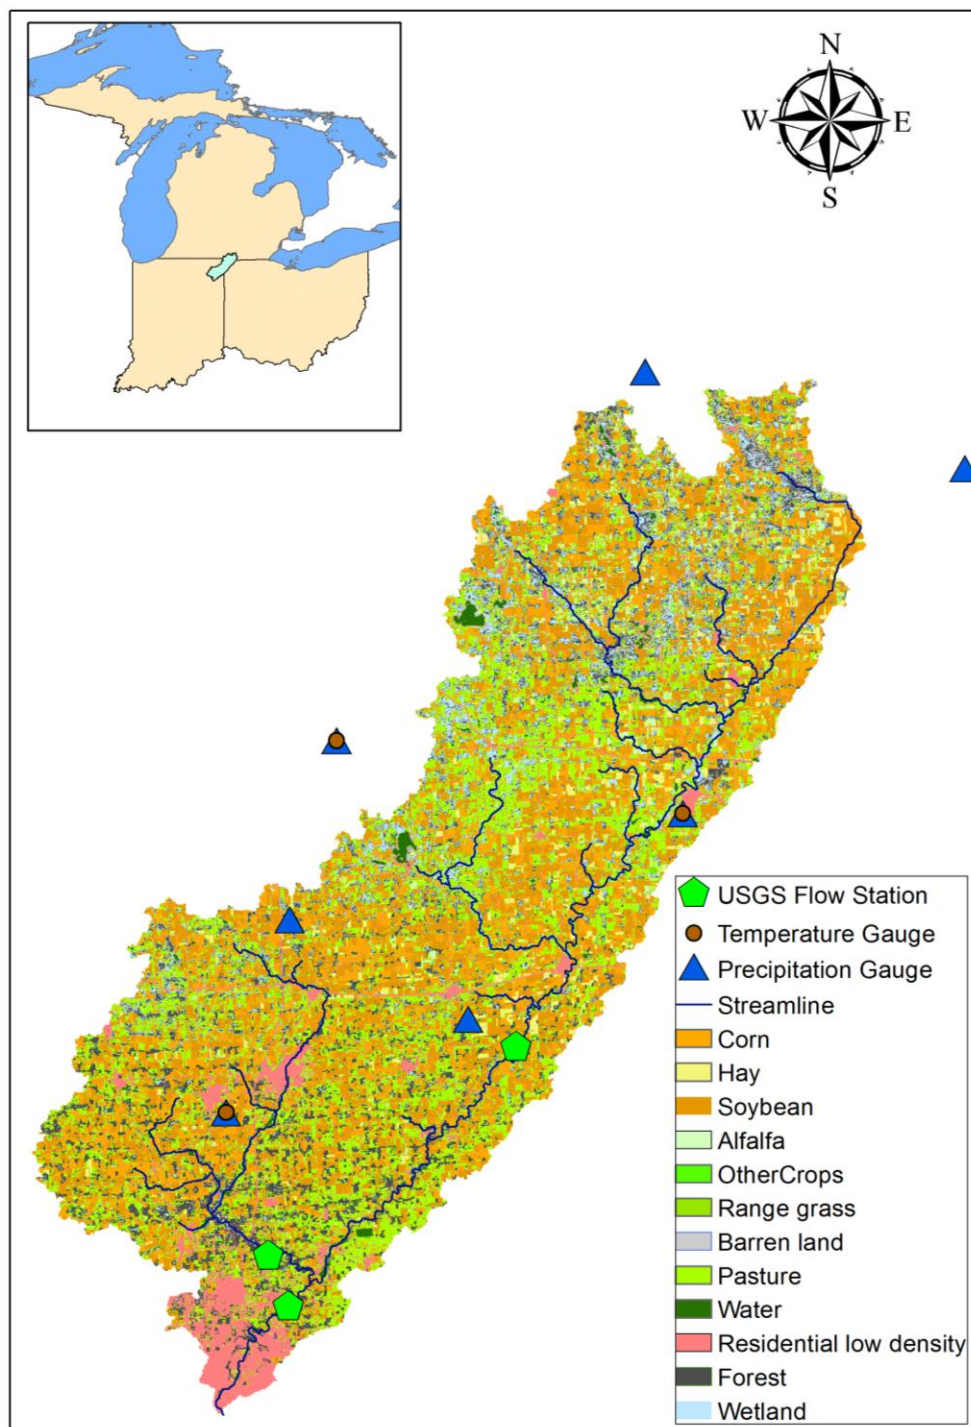 N
W
E
S
USGS Flow Station
Temperature Gauge
Precipitation Gauge
Streamline
Corn
Hay
Soybean
Alfalfa
OtherCrops
Range grass
Barren land
Pasture
Water
Residential low density
Forest
Wetland